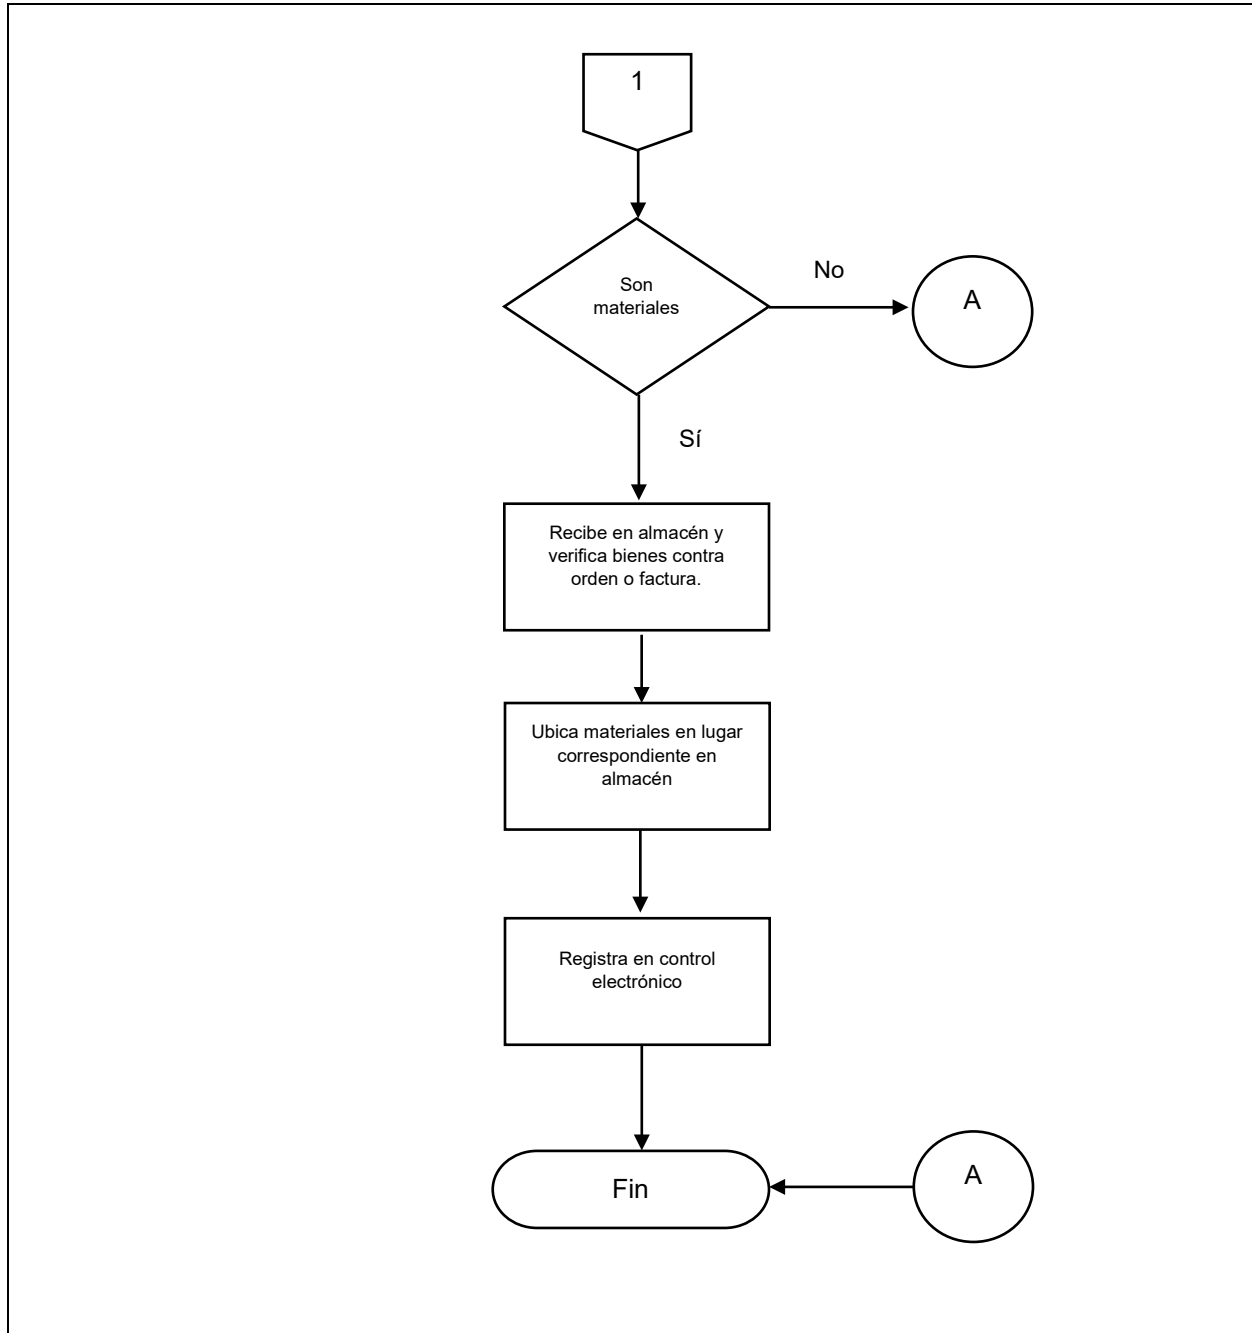 1
Son
materiales
No
A
Sí
Recibe en almacén y
verifica bienes contra
orden o factura.
Ubica materiales en lugar
correspondiente en
almacén
Registra en control
electrónico
Fin
A